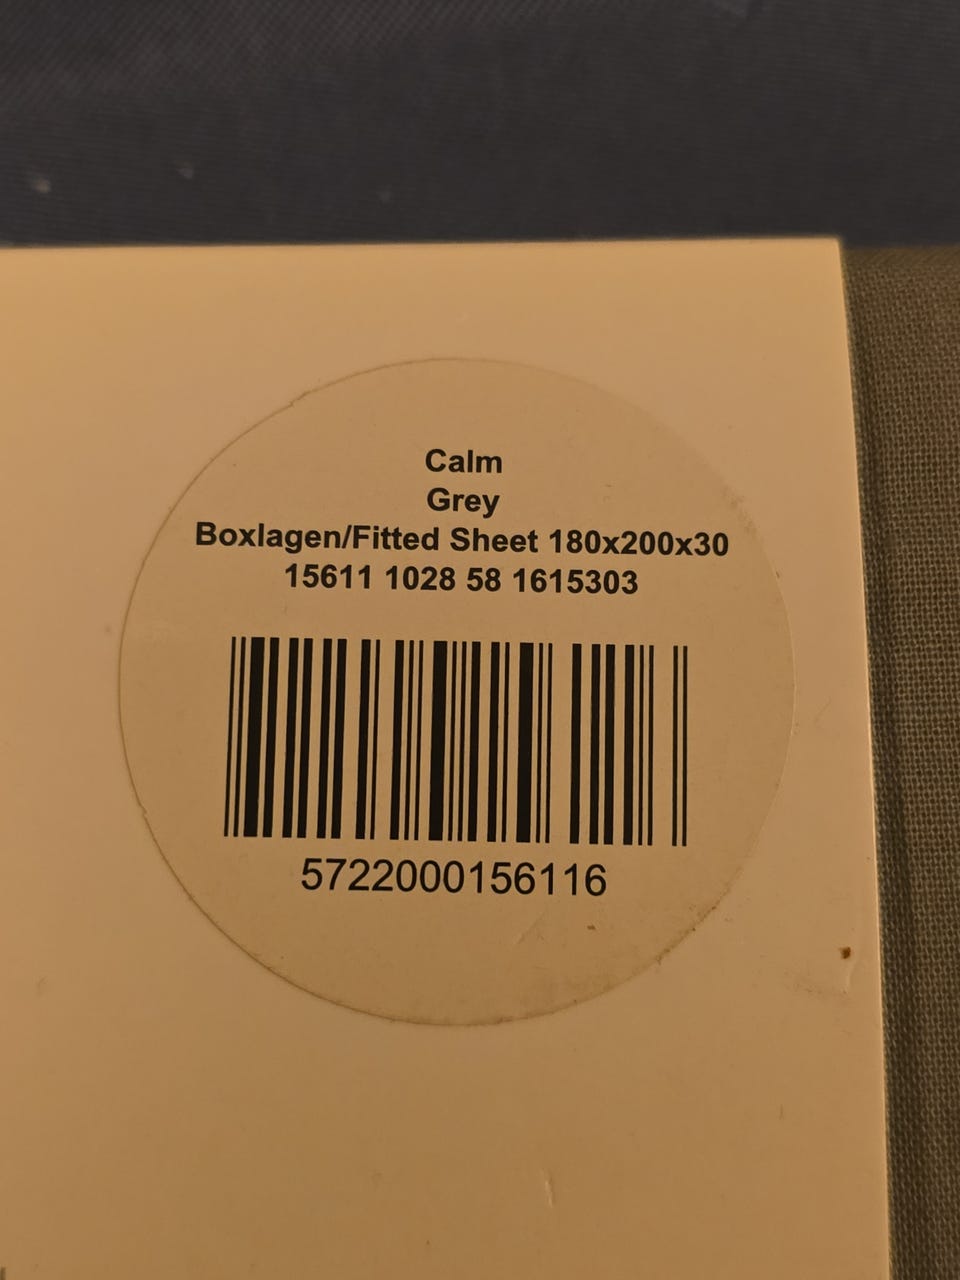 Calm
Grey
Boxlagen/Fitted Sheet 180x200x30
15611 1028 58 1615303
5722000156116